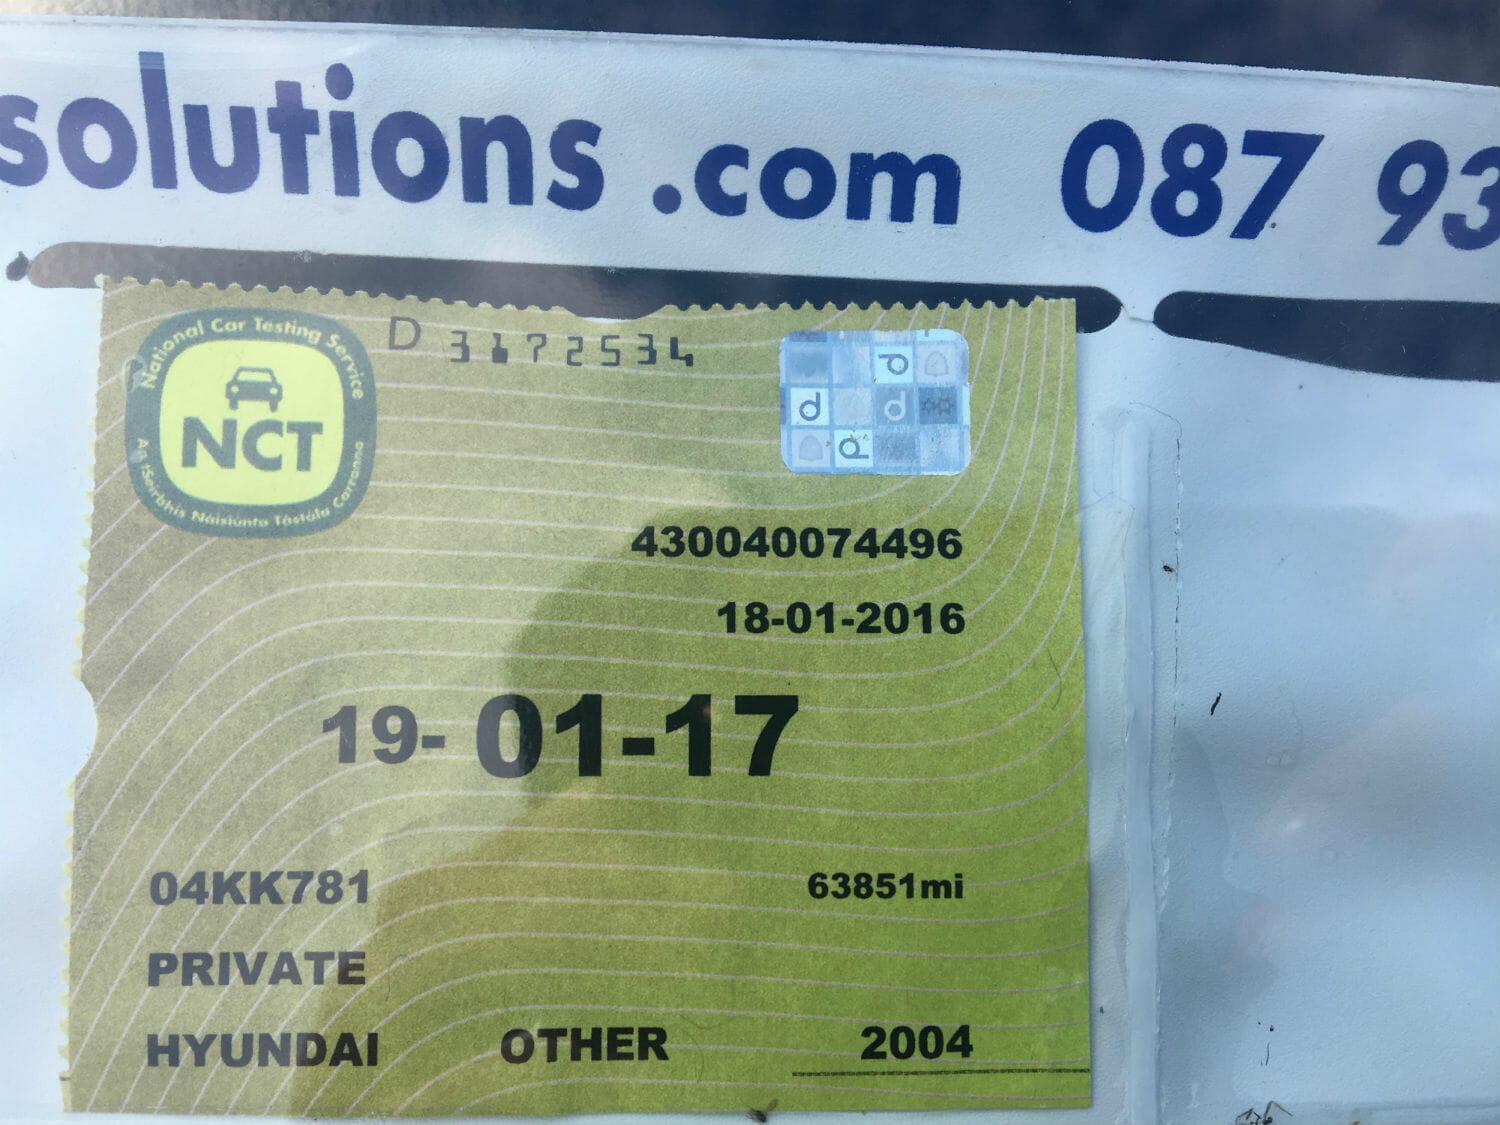 solutions .com 087 93
National Car Testing Service
NCT
An tSeirbhís Náisiúnta Tástála Carranna
D 3172534
d
p d
p
430040074496
18-01-2016
19-01-17
04KK781 63851mi
PRIVATE
HYUNDAI OTHER 2004